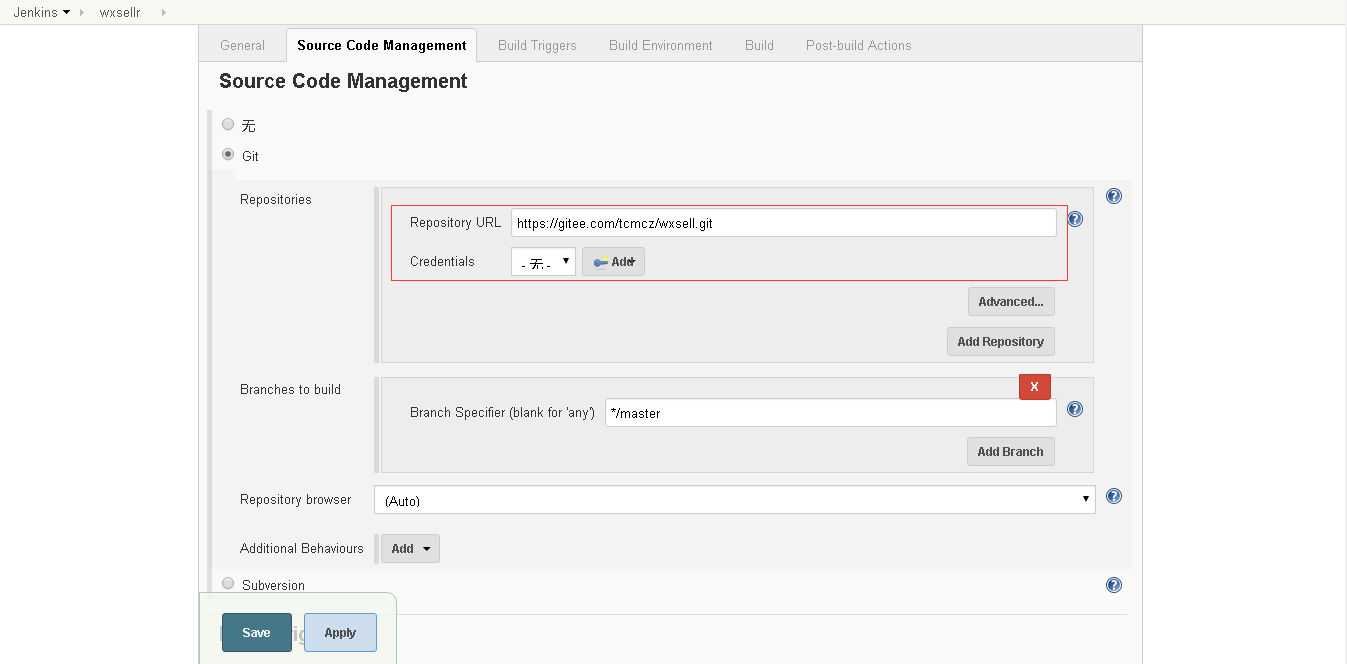 Jenkins wxsellr
General Source Code Management Build Triggers Build Environment Build Post-build Actions
Source Code Management
无
Git
Repositories
Repository URL https://gitee.com/tcmcz/wxsell.git
Credentials - 无 - Add
Advanced...
Add Repository
Branches to build
X
Branch Specifier (blank for 'any') */master
Add Branch
Repository browser (Auto)
Additional Behaviours Add
Subversion
Save Apply